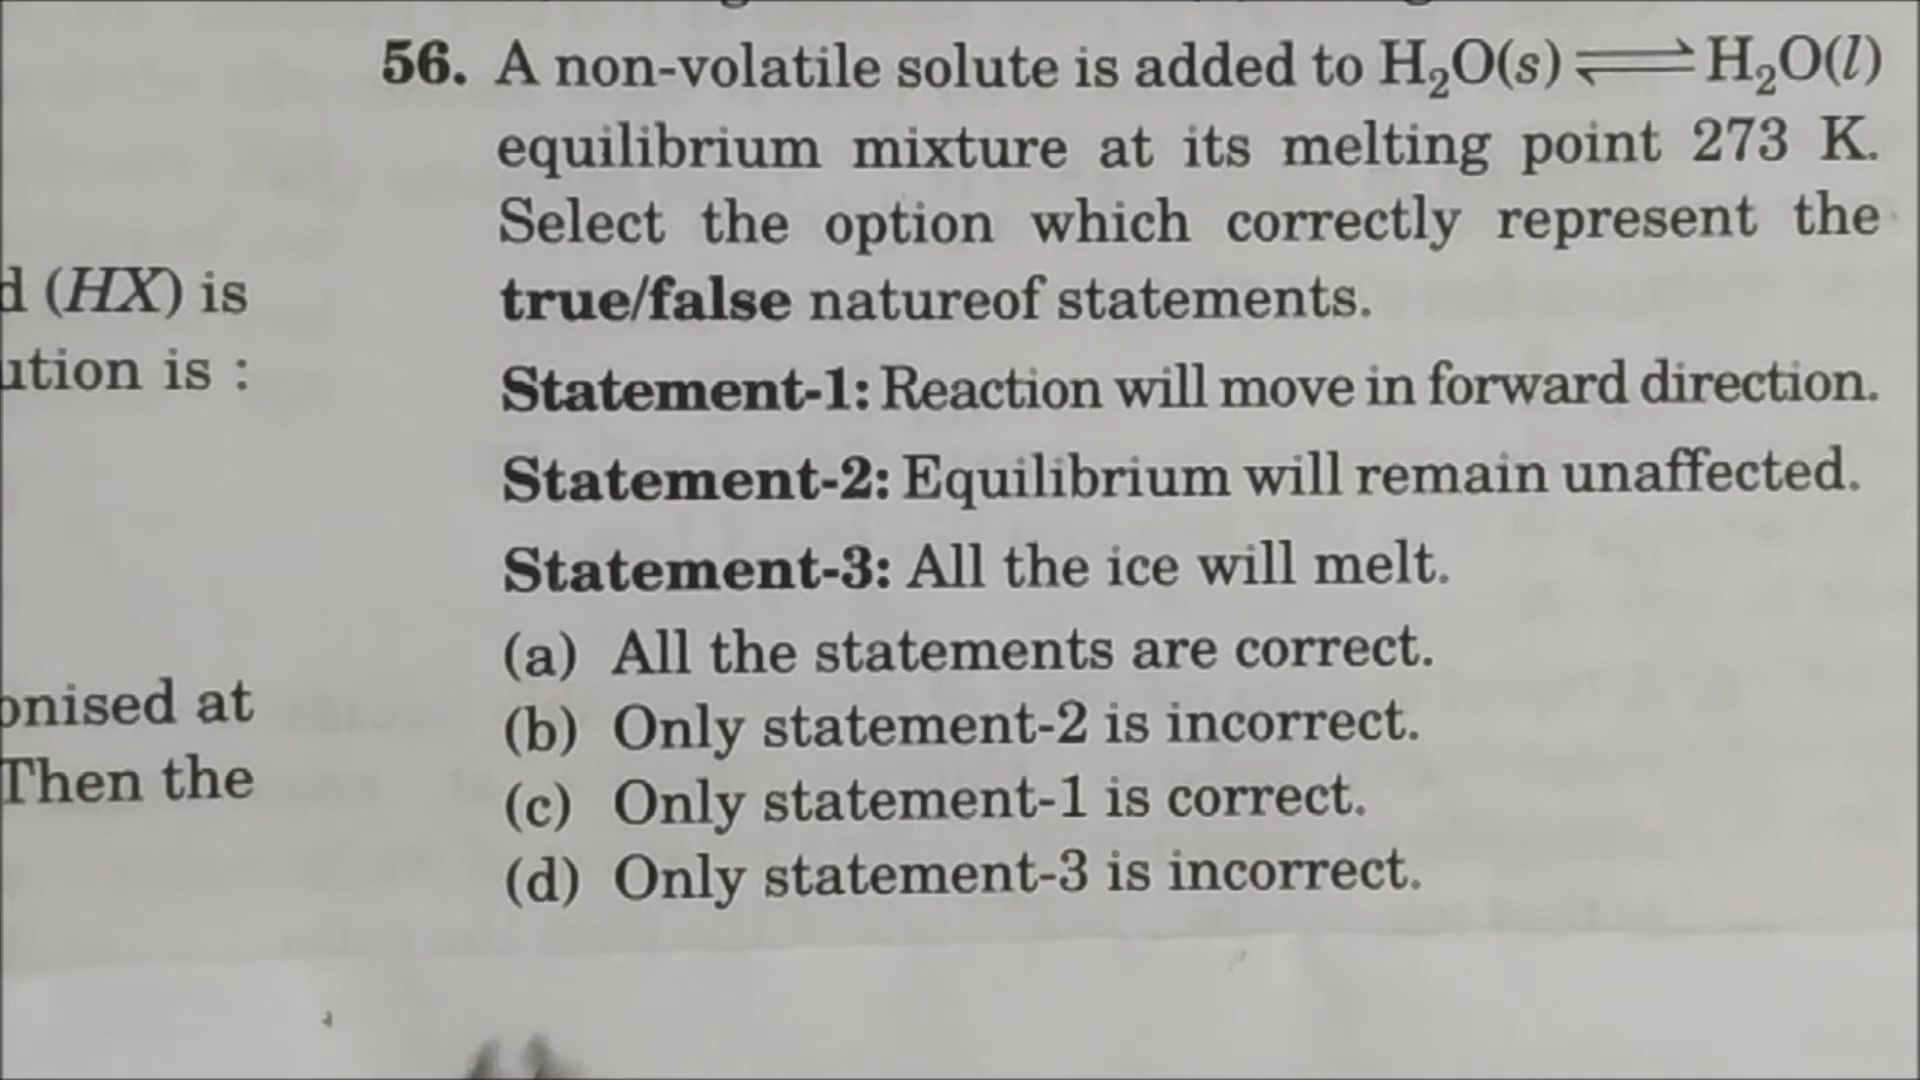 56. A non-volatile solute is added to H₂O(s) ⇌ H₂O(l)
equilibrium mixture at its melting point 273 K.
Select the option which correctly represent the
true/false natureof statements.
Statement-1: Reaction will move in forward direction.
Statement-2: Equilibrium will remain unaffected.
Statement-3: All the ice will melt.
(a) All the statements are correct.
(b) Only statement-2 is incorrect.
(c) Only statement-1 is correct.
(d) Only statement-3 is incorrect.
d (HX) is
ution is :
onised at
Then the